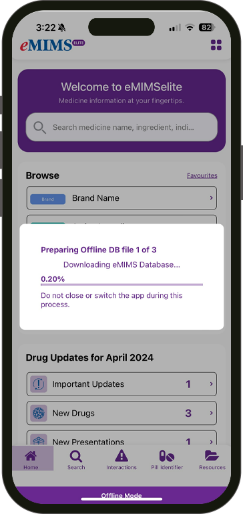 3:22
82
eMIMS ELITE
Welcome to eMIMSelite
Medicine information at your fingertips.
Search medicine name, ingredient, indi...
Browse
Favourites
Brand Name
Preparing Offline DB file 1 of 3
Downloading eMIMS Database...
0.20%
Do not close or switch the app during this
process.
Drug Updates for April 2024
Important Updates 1
New Drugs 3
New Presentations 1
Home Search Interactions Pill Identifier Resources
Offline Mode